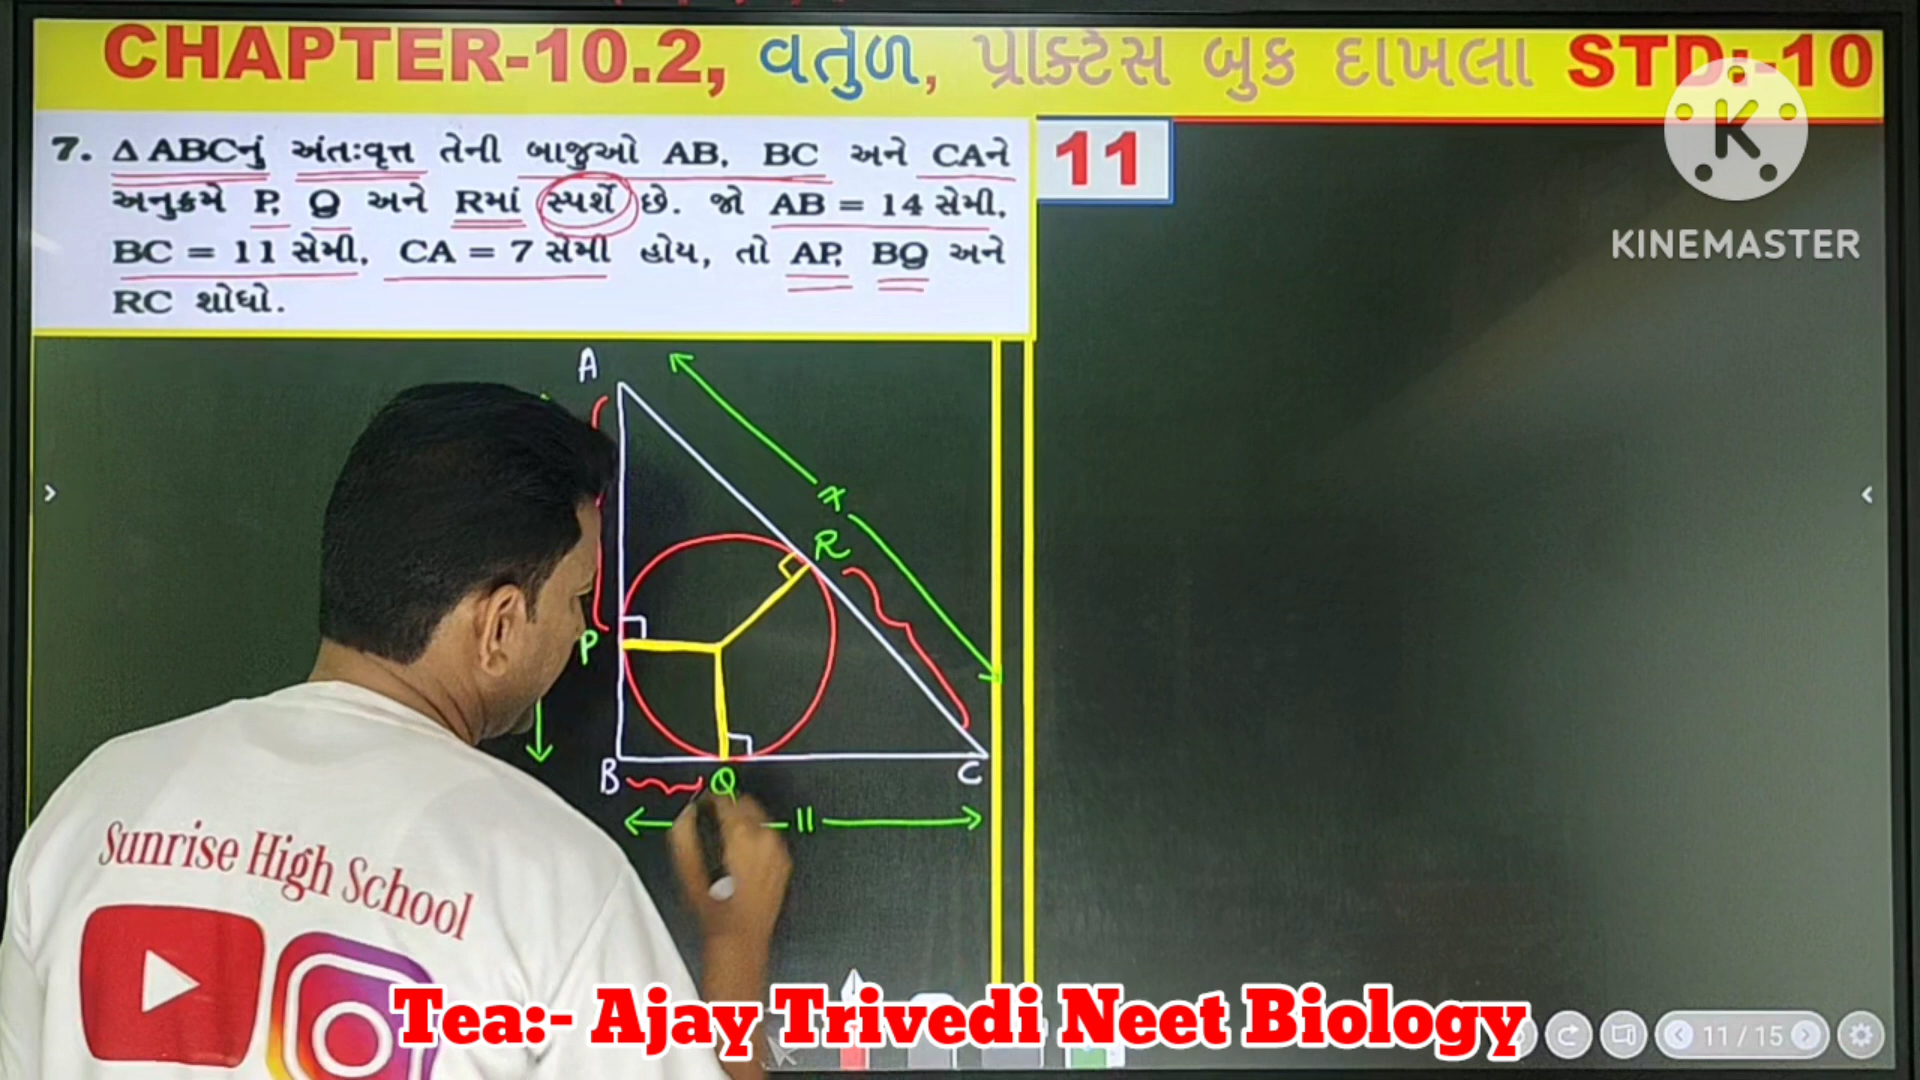 CHAPTER-10.2, વર્તુળ, પ્રેક્ટિસ બુક દાખલા STD:-10
7. Δ ABCનું અંતઃવૃત્ત તેની બાજુઓ AB, BC અને CAને
અનુક્રમે P, Q અને Rમાં સ્પર્શે છે. જો AB = 14 સેમી,
BC = 11 સેમી, CA = 7 સેમી હોય, તો AP, BQ અને
RC શોધો.
11
K
KINEMASTER
A
7
R
P
B
Q
C
11
Sunrise High School
Tea:- Ajay Trivedi Neet Biology
11 / 15